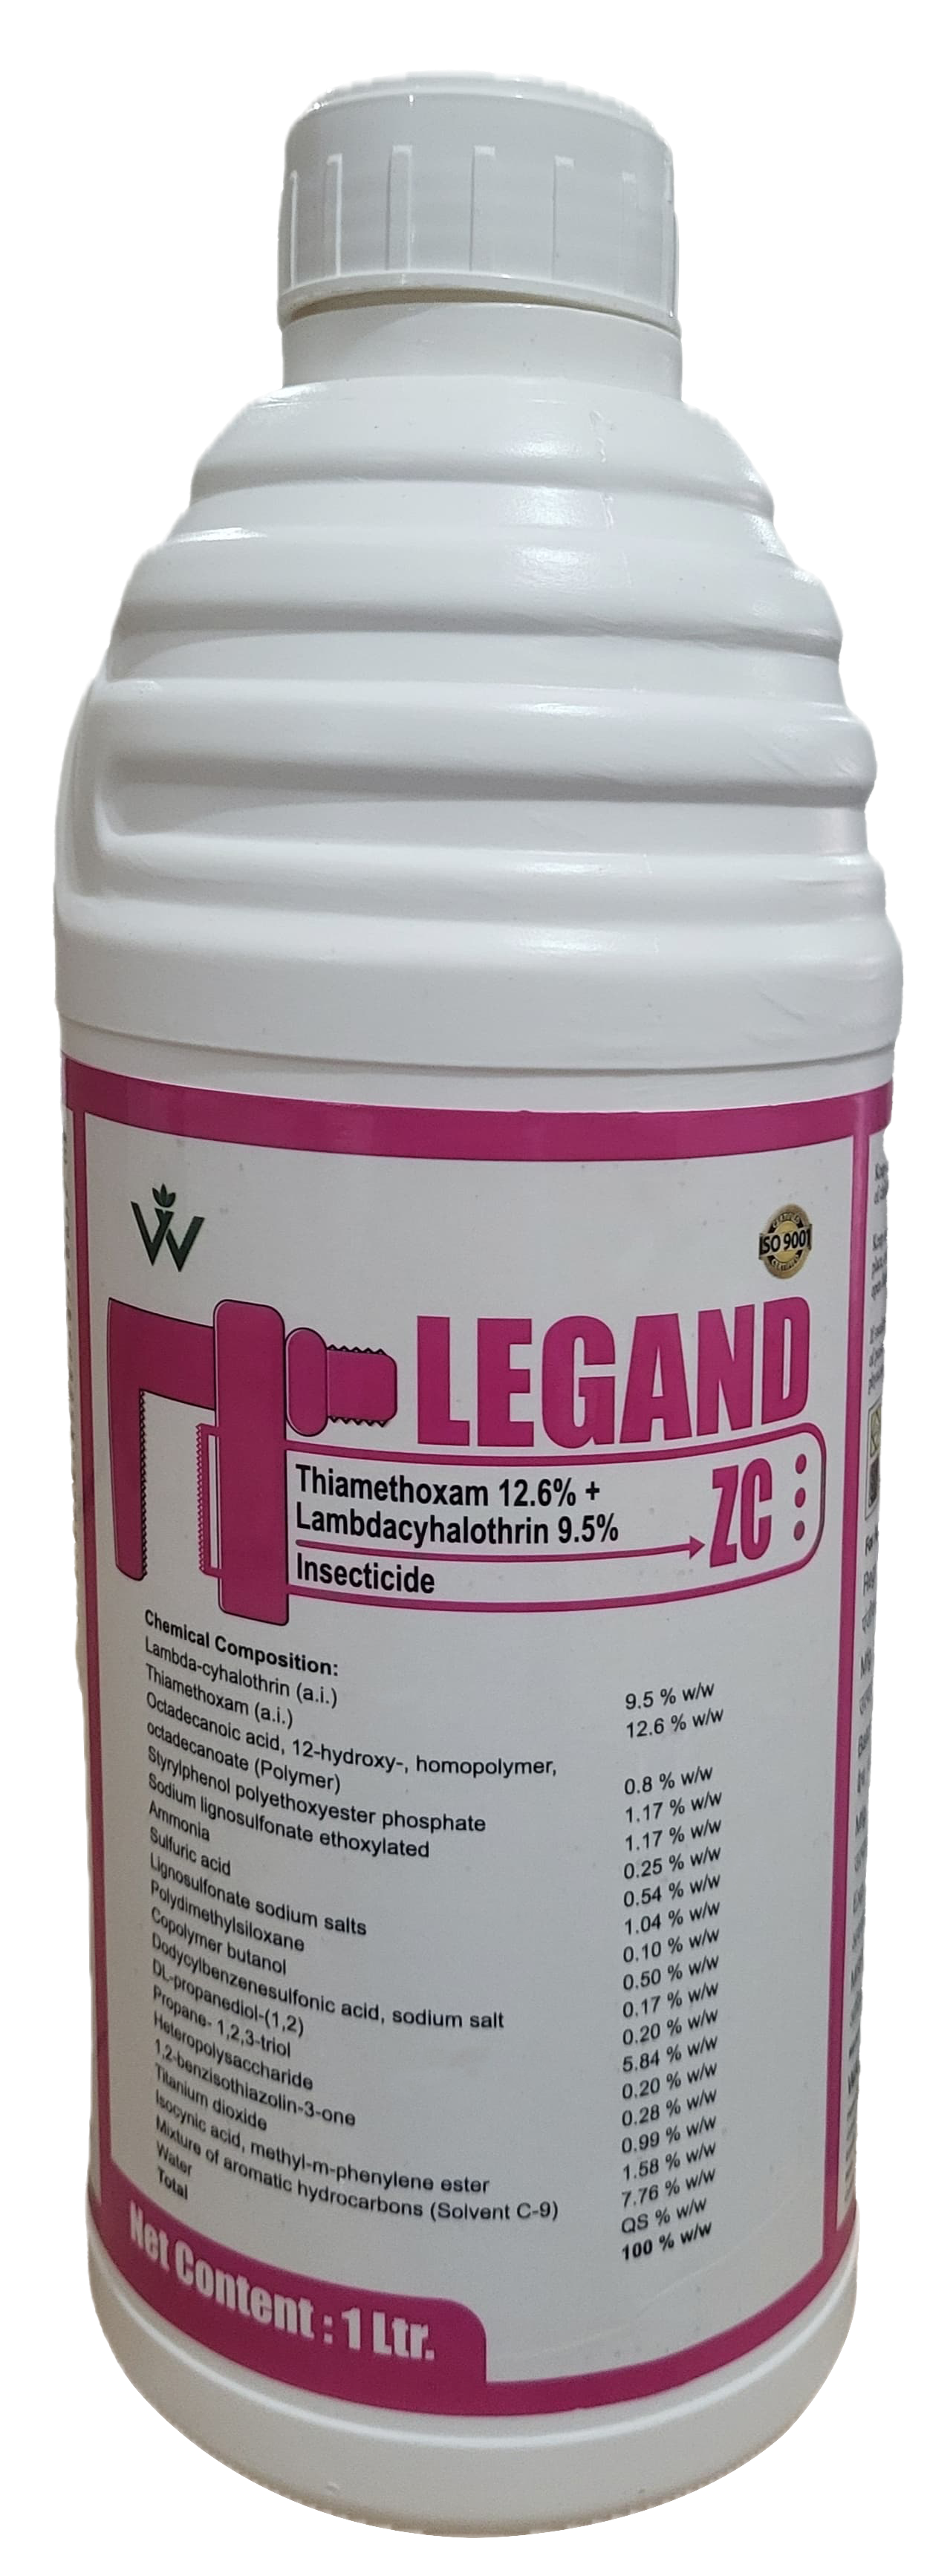 W
CERTIFIED
ISO 9001
CERTIFIED
LEGAND
Thiamethoxam 12.6% +
Lambdacyhalothrin 9.5%
ZC
Insecticide
Chemical Composition:
Lambda-cyhalothrin (a.i.) 9.5 % w/w
Thiamethoxam (a.i.) 12.6 % w/w
Octadecanoic acid, 12-hydroxy-, homopolymer,
octadecanoate (Polymer) 0.8 % w/w
Styrylphenol polyethoxyester phosphate 1.17 % w/w
Sodium lignosulfonate ethoxylated 1.17 % w/w
Ammonia 0.25 % w/w
Sulfuric acid 0.54 % w/w
Lignosulfonate sodium salts 1.04 % w/w
Polydimethylsiloxane 0.10 % w/w
Copolymer butanol 0.50 % w/w
Dodycylbenzenesulfonic acid, sodium salt 0.17 % w/w
DL-propanediol-(1,2) 0.20 % w/w
Propane- 1,2,3-triol 5.84 % w/w
Heteropolysaccharide 0.20 % w/w
1,2-benzisothiazolin-3-one 0.28 % w/w
Titanium dioxide 0.99 % w/w
Isocynic acid, methyl-m-phenylene ester 1.58 % w/w
Mixture of aromatic hydrocarbons (Solvent C-9) 7.76 % w/w
Water QS % w/w
Total 100 % w/w
Net Content : 1 Ltr.